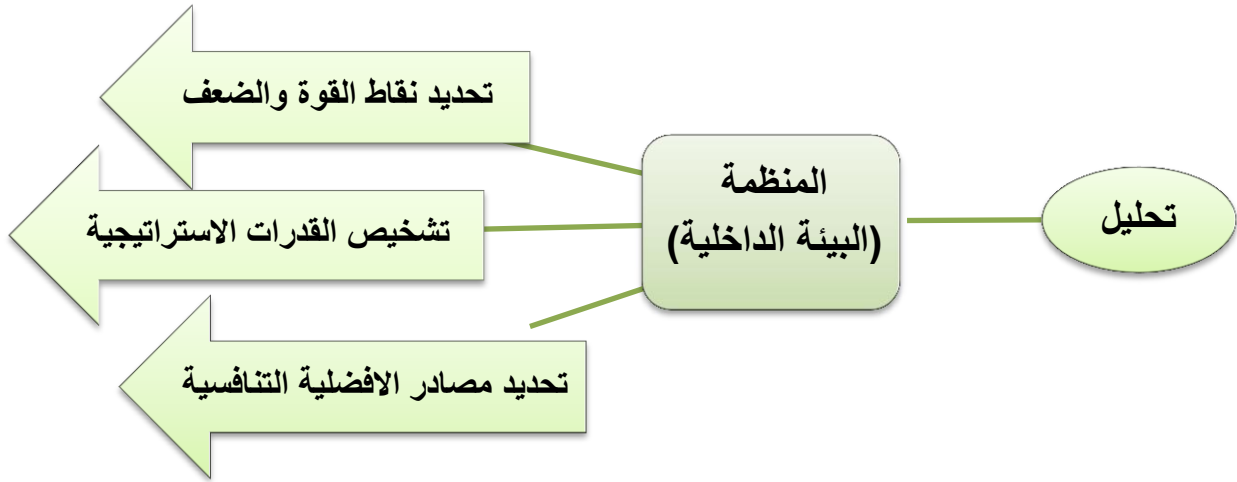 تحليل
المنظمة
(البيئة الداخلية)
تحديد نقاط القوة والضعف
تشخيص القدرات الاستراتيجية
تحديد مصادر الافضلية التنافسية